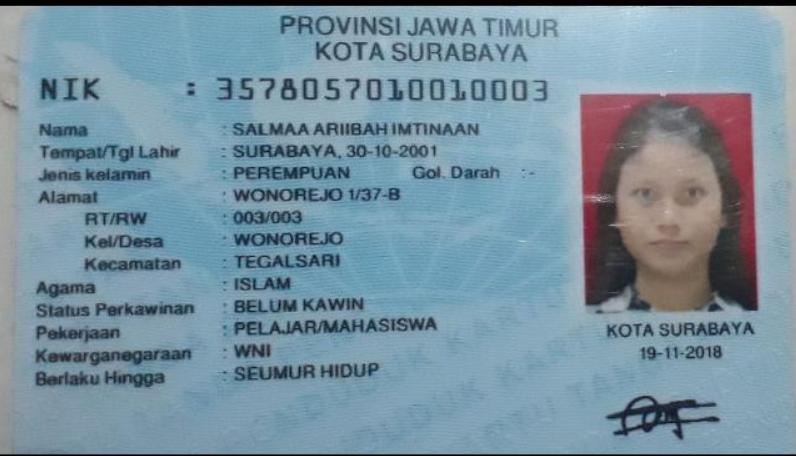 PROVINSI JAWA TIMUR
KOTA SURABAYA
NIK : 3578057010010003
Nama : SALMAA ARIIBAH IMTINAAN
Tempat/Tgl Lahir : SURABAYA, 30-10-2001
Jenis kelamin : PEREMPUAN Gol. Darah : -
Alamat : WONOREJO 1/37-B
RT/RW : 003/003
Kel/Desa : WONOREJO
Kecamatan : TEGALSARI
Agama : ISLAM
Status Perkawinan : BELUM KAWIN
Pekerjaan : PELAJAR/MAHASISWA
Kewarganegaraan : WNI
Berlaku Hingga : SEUMUR HIDUP
KOTA SURABAYA
19-11-2018